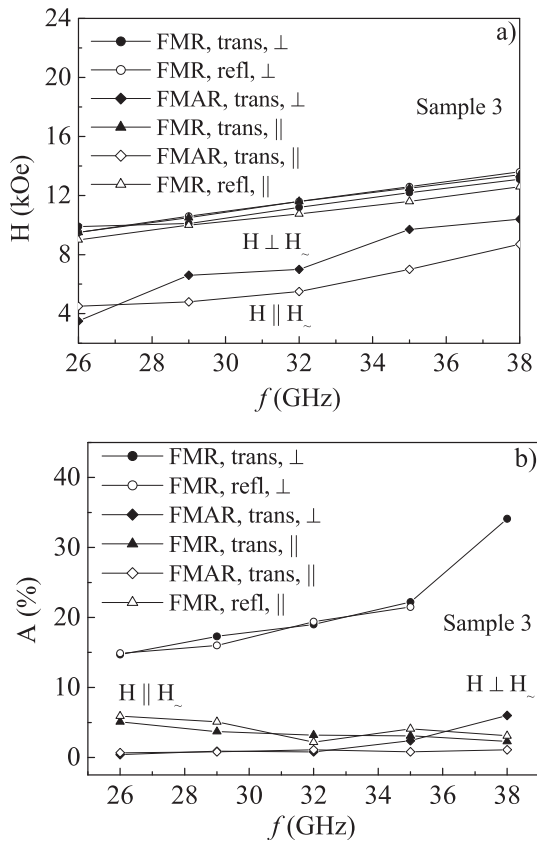 a)
24
20
16
12
8
4
H (kOe)
FMR, trans, ⊥
FMR, refl, ⊥
FMAR, trans, ⊥
FMR, trans, ||
FMAR, trans, ||
FMR, refl, ||
Sample 3
H ⊥ H~
H || H~
26 28 30 32 34 36 38
f (GHz)
b)
40
30
20
10
0
A (%)
FMR, trans, ⊥
FMR, refl, ⊥
FMAR, trans, ⊥
FMR, trans, ||
FMAR, trans, ||
FMR, refl, ||
Sample 3
H || H~
H ⊥ H~
26 28 30 32 34 36 38
f (GHz)